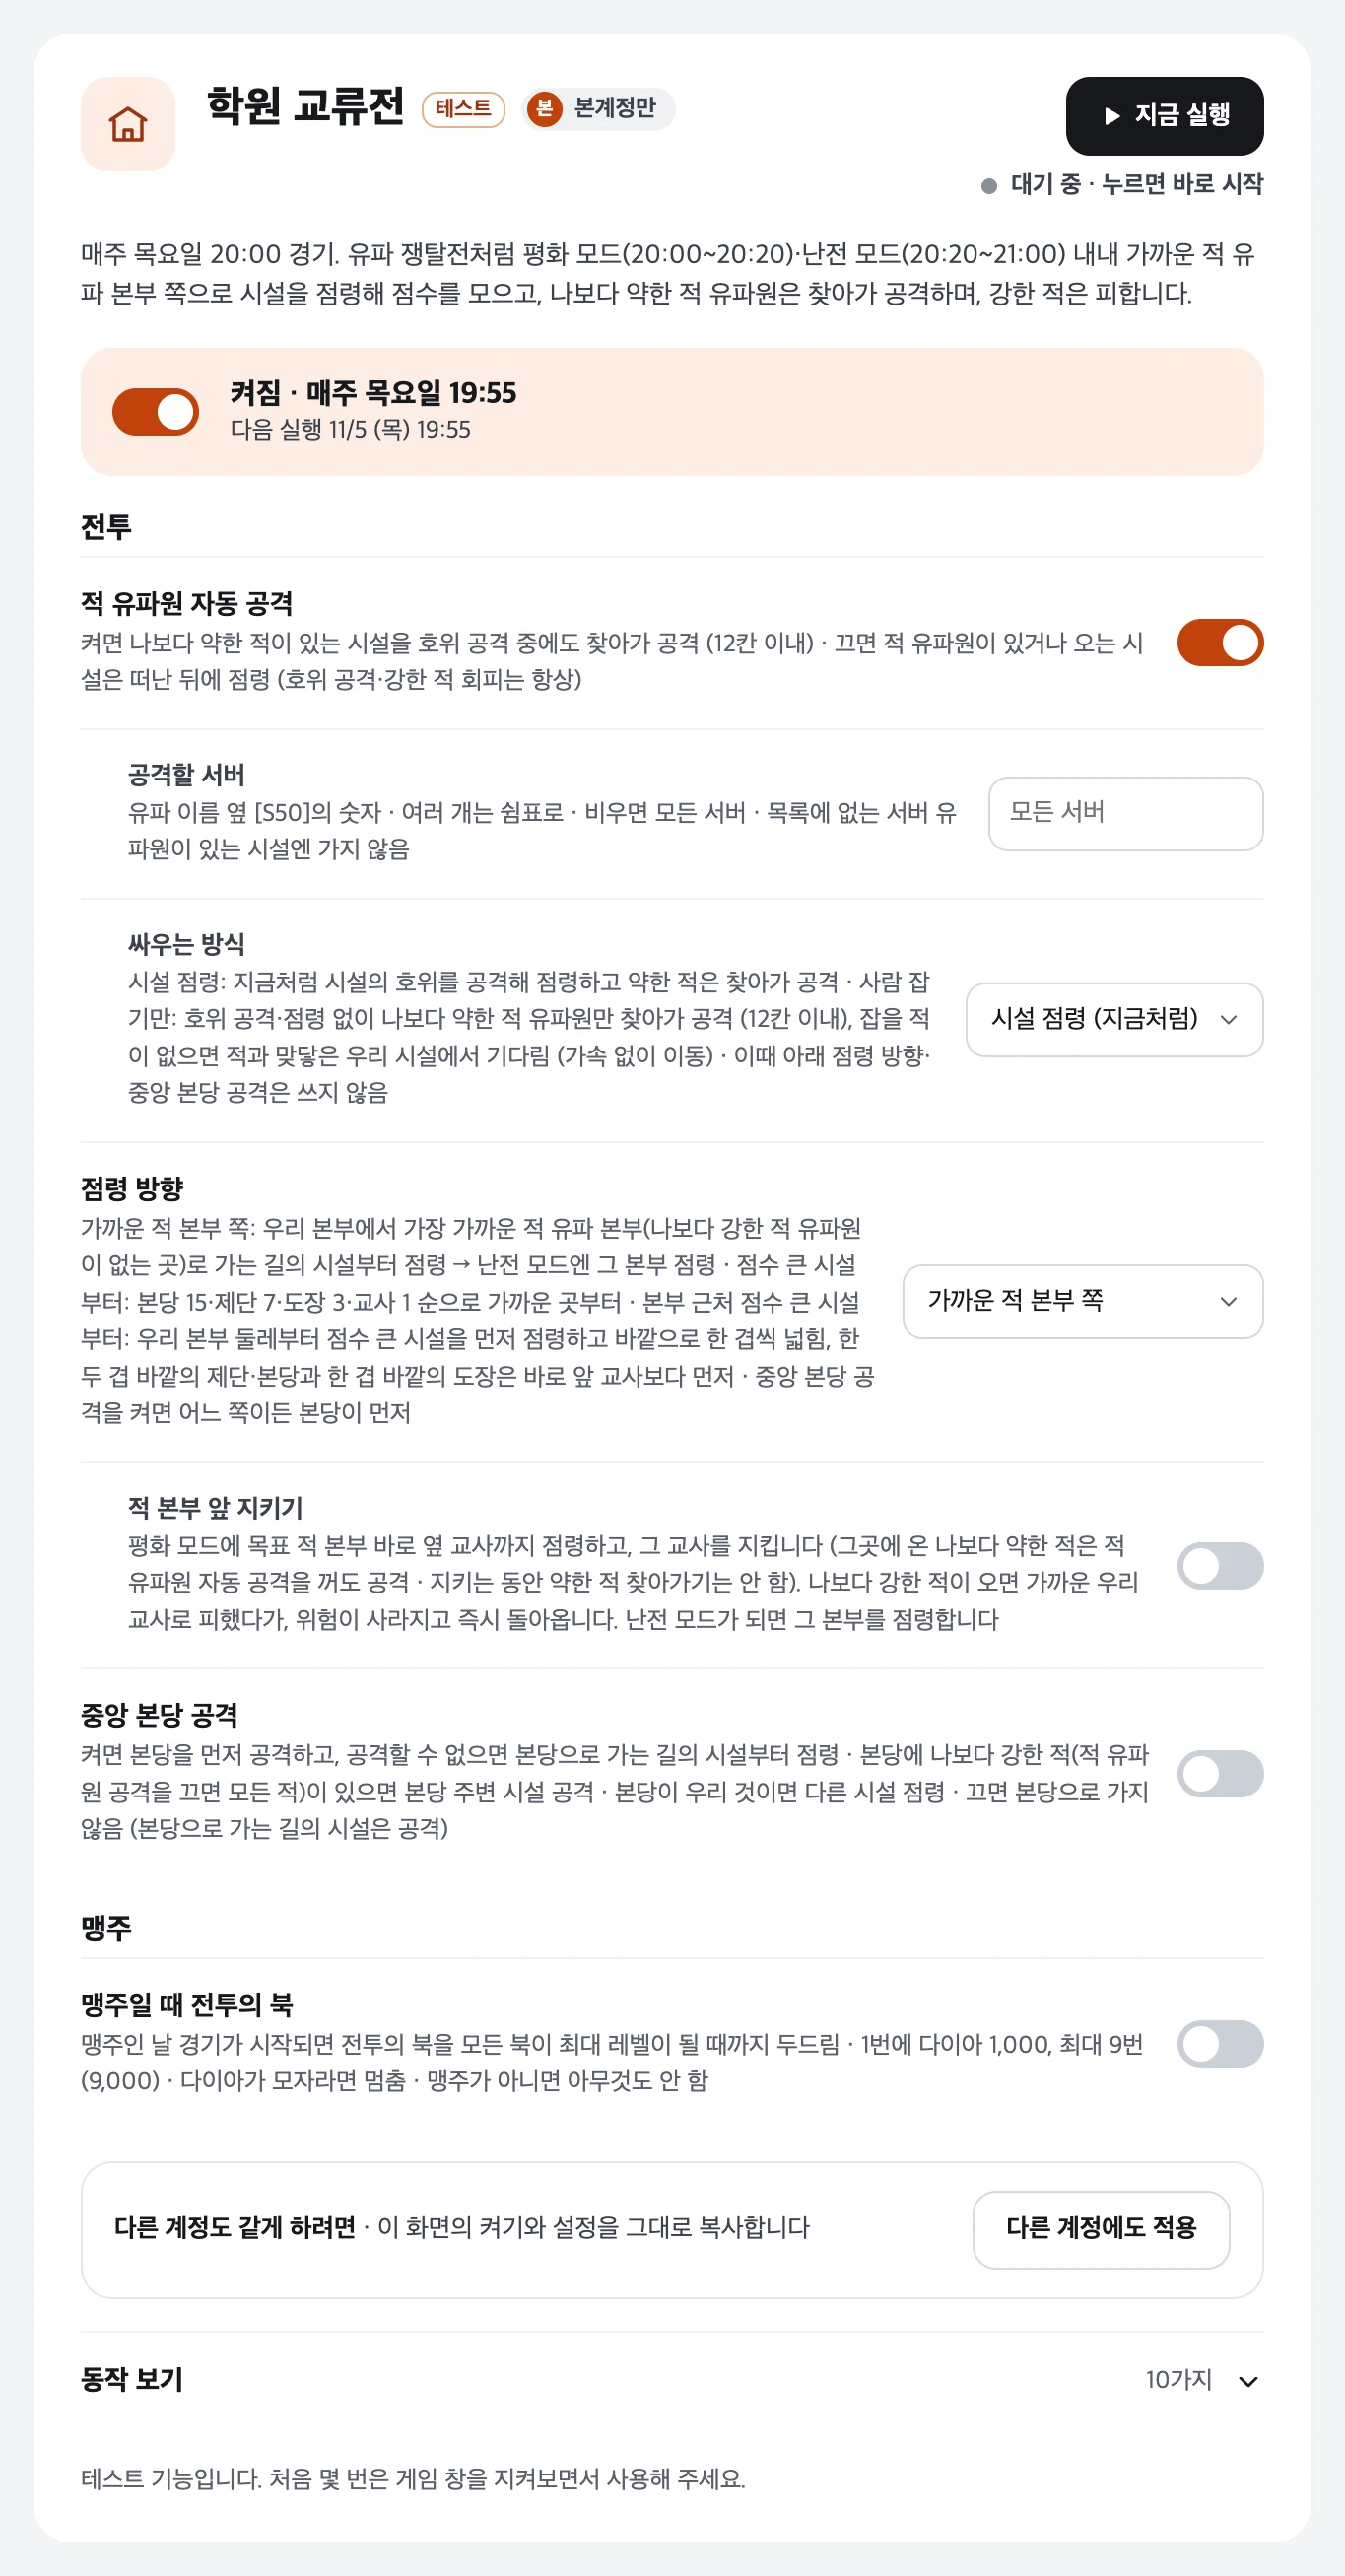 학원 교류전 테스트 본 본계정만
▶ 지금 실행
대기 중 · 누르면 바로 시작
매주 목요일 20:00 경기. 유파 쟁탈전처럼 평화 모드(20:00~20:20)·난전 모드(20:20~21:00) 내내 가까운 적 유
파 본부 쪽으로 시설을 점령해 점수를 모으고, 나보다 약한 적 유파원은 찾아가 공격하며, 강한 적은 피합니다.
켜짐 · 매주 목요일 19:55
다음 실행 11/5 (목) 19:55
전투
적 유파원 자동 공격
켜면 나보다 약한 적이 있는 시설을 호위 공격 중에도 찾아가 공격 (12칸 이내) · 끄면 적 유파원이 있거나 오는 시
설은 떠난 뒤에 점령 (호위 공격·강한 적 회피는 항상)
공격할 서버
유파 이름 옆 [S50]의 숫자 · 여러 개는 쉼표로 · 비우면 모든 서버 · 목록에 없는 서버 유
파원이 있는 시설엔 가지 않음
모든 서버
싸우는 방식
시설 점령: 지금처럼 시설의 호위를 공격해 점령하고 약한 적은 찾아가 공격 · 사람 잡
기만: 호위 공격·점령 없이 나보다 약한 적 유파원만 찾아가 공격 (12칸 이내), 잡을 적
이 없으면 적과 맞닿은 우리 시설에서 기다림 (가속 없이 이동) · 이때 아래 점령 방향·
중앙 본당 공격은 쓰지 않음
시설 점령 (지금처럼)
점령 방향
가까운 적 본부 쪽: 우리 본부에서 가장 가까운 적 유파 본부(나보다 강한 적 유파원
이 없는 곳)로 가는 길의 시설부터 점령 → 난전 모드엔 그 본부 점령 · 점수 큰 시설
부터: 본당 15·제단 7·도장 3·교사 1 순으로 가까운 곳부터 · 본부 근처 점수 큰 시설
부터: 우리 본부 둘레부터 점수 큰 시설을 먼저 점령하고 바깥으로 한 겹씩 넓힘, 한
두 겹 바깥의 제단·본당과 한 겹 바깥의 도장은 바로 앞 교사보다 먼저 · 중앙 본당 공
격을 켜면 어느 쪽이든 본당이 먼저
가까운 적 본부 쪽
적 본부 앞 지키기
평화 모드에 목표 적 본부 바로 옆 교사까지 점령하고, 그 교사를 지킵니다 (그곳에 온 나보다 약한 적은 적
유파원 자동 공격을 꺼도 공격 · 지키는 동안 약한 적 찾아가기는 안 함). 나보다 강한 적이 오면 가까운 우리
교사로 피했다가, 위험이 사라지고 즉시 돌아옵니다. 난전 모드가 되면 그 본부를 점령합니다
중앙 본당 공격
켜면 본당을 먼저 공격하고, 공격할 수 없으면 본당으로 가는 길의 시설부터 점령 · 본당에 나보다 강한 적(적 유파
원 공격을 끄면 모든 적)이 있으면 본당 주변 시설 공격 · 본당이 우리 것이면 다른 시설 점령 · 끄면 본당으로 가지
않음 (본당으로 가는 길의 시설은 공격)
맹주
맹주일 때 전투의 북
맹주인 날 경기가 시작되면 전투의 북을 모든 북이 최대 레벨이 될 때까지 두드림 · 1번에 다이아 1,000, 최대 9번
(9,000) · 다이아가 모자라면 멈춤 · 맹주가 아니면 아무것도 안 함
다른 계정도 같게 하려면 · 이 화면의 켜기와 설정을 그대로 복사합니다
다른 계정에도 적용
동작 보기
10가지
테스트 기능입니다. 처음 몇 번은 게임 창을 지켜보면서 사용해 주세요.